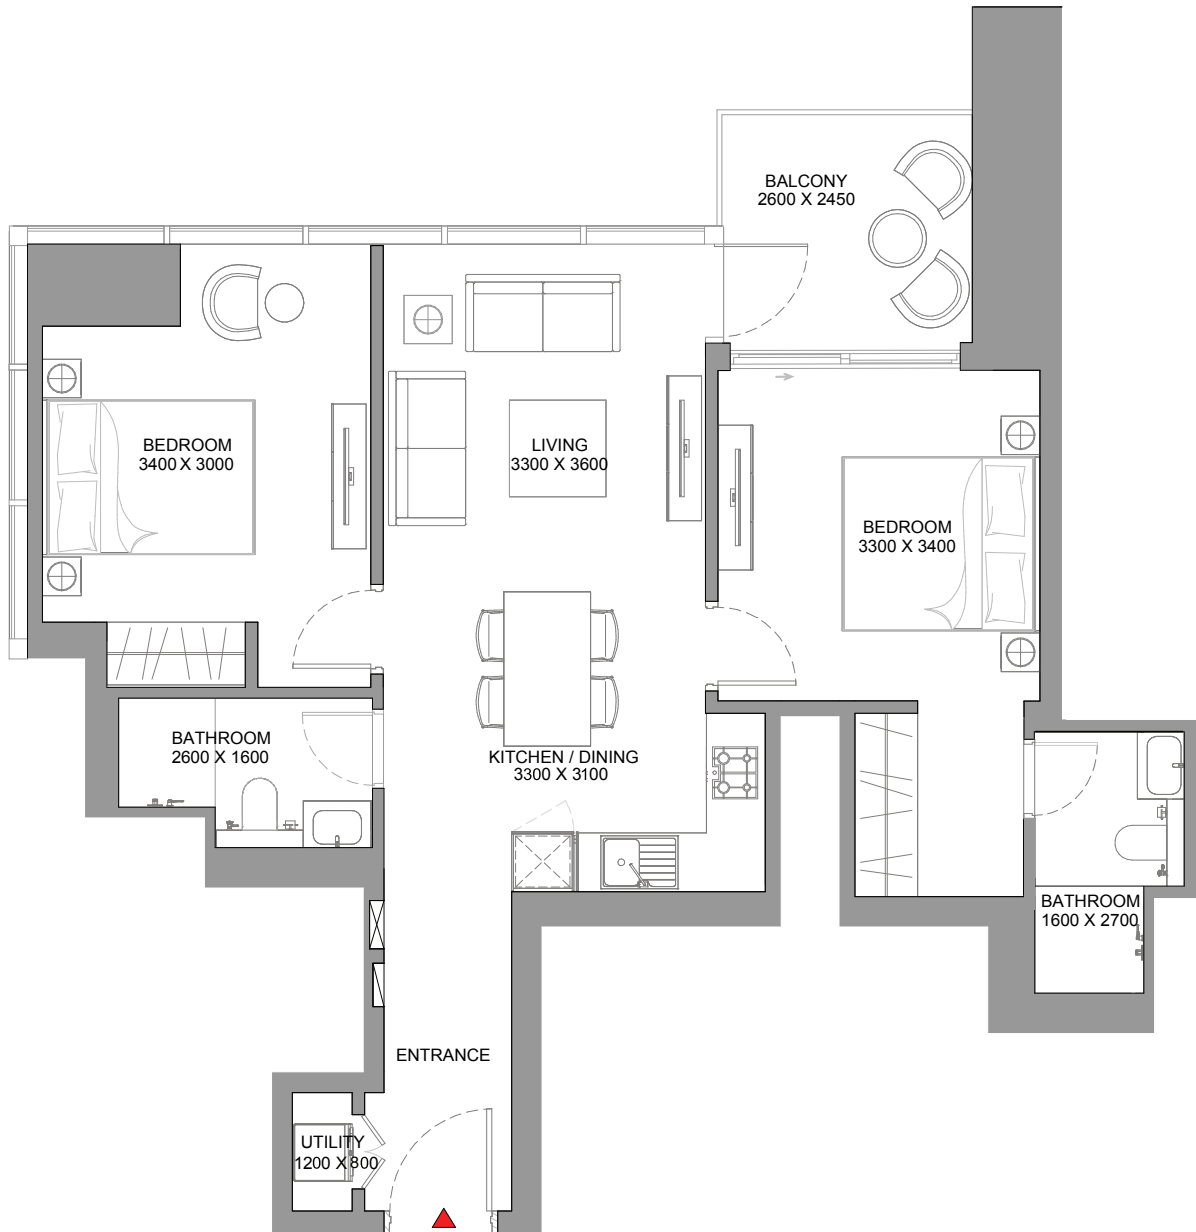 BALCONY
2600 X 2450
BEDROOM
3400 X 3000
LIVING
3300 X 3600
BEDROOM
3300 X 3400
BATHROOM
2600 X 1600
KITCHEN / DINING
3300 X 3100
BATHROOM
1600 X 2700
ENTRANCE
UTILITY
1200 X 800